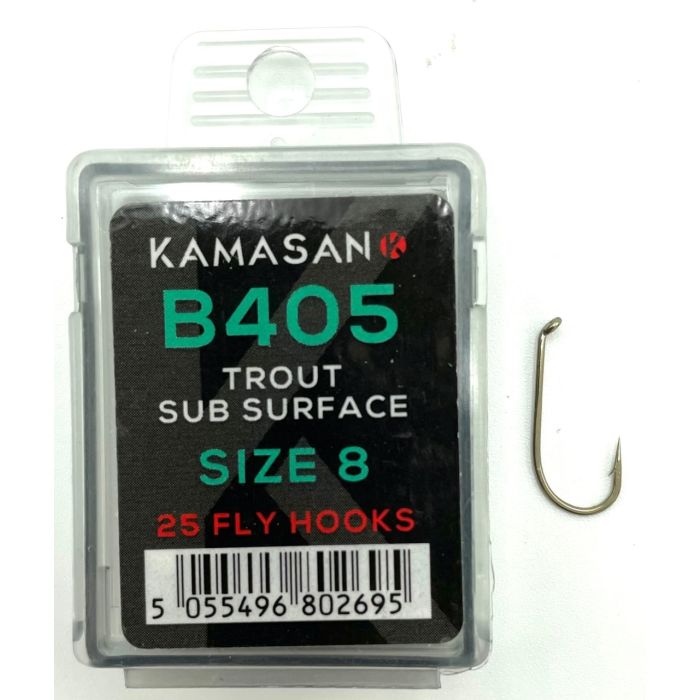 KAMASAN K
B405
TROUT
SUB SURFACE
SIZE 8
25 FLY HOOKS
5 055496 802695